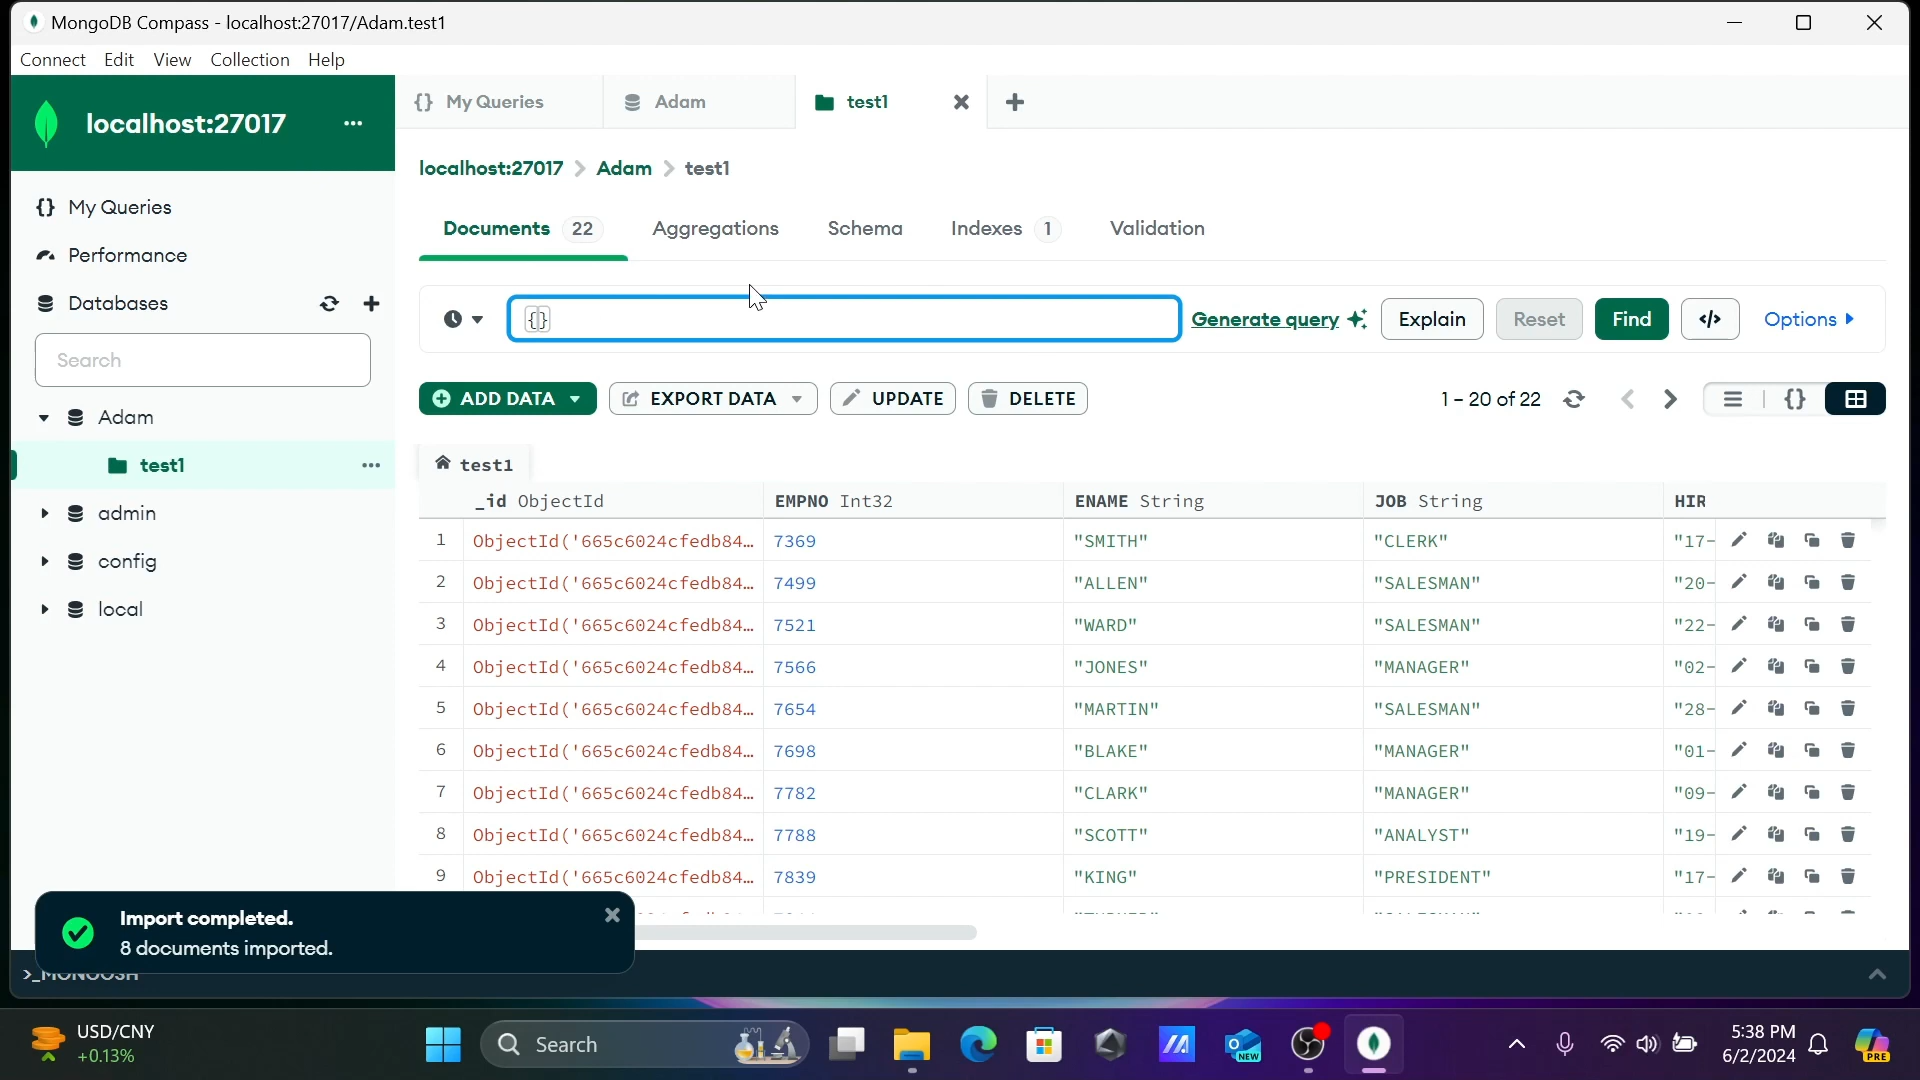 MongoDB Compass - localhost:27017/Adam.test1
Connect Edit View Collection Help
localhost:27017 ...
{} My Queries
Adam
test1
localhost:27017 > Adam > test1
My Queries
Performance
Databases
Search
Adam
test1
admin
config
local
Documents 22 Aggregations Schema Indexes 1 Validation
{} Generate query Explain Reset Find </> Options
ADD DATA EXPORT DATA UPDATE DELETE 1 – 20 of 22
test1
_id ObjectId EMPNO Int32 ENAME String JOB String HIR
1 ObjectId('665c6024cfedb84… 7369 "SMITH" "CLERK" "17-
2 ObjectId('665c6024cfedb84… 7499 "ALLEN" "SALESMAN" "20-
3 ObjectId('665c6024cfedb84… 7521 "WARD" "SALESMAN" "22-
4 ObjectId('665c6024cfedb84… 7566 "JONES" "MANAGER" "02-
5 ObjectId('665c6024cfedb84… 7654 "MARTIN" "SALESMAN" "28-
6 ObjectId('665c6024cfedb84… 7698 "BLAKE" "MANAGER" "01-
7 ObjectId('665c6024cfedb84… 7782 "CLARK" "MANAGER" "09-
8 ObjectId('665c6024cfedb84… 7788 "SCOTT" "ANALYST" "19-
9 ObjectId('665c6024cfedb84… 7839 "KING" "PRESIDENT" "17-
Import completed.
8 documents imported.
>_MONGOSH
USD/CNY
+0.13%
Search
NEW
5:38 PM
6/2/2024
PRE